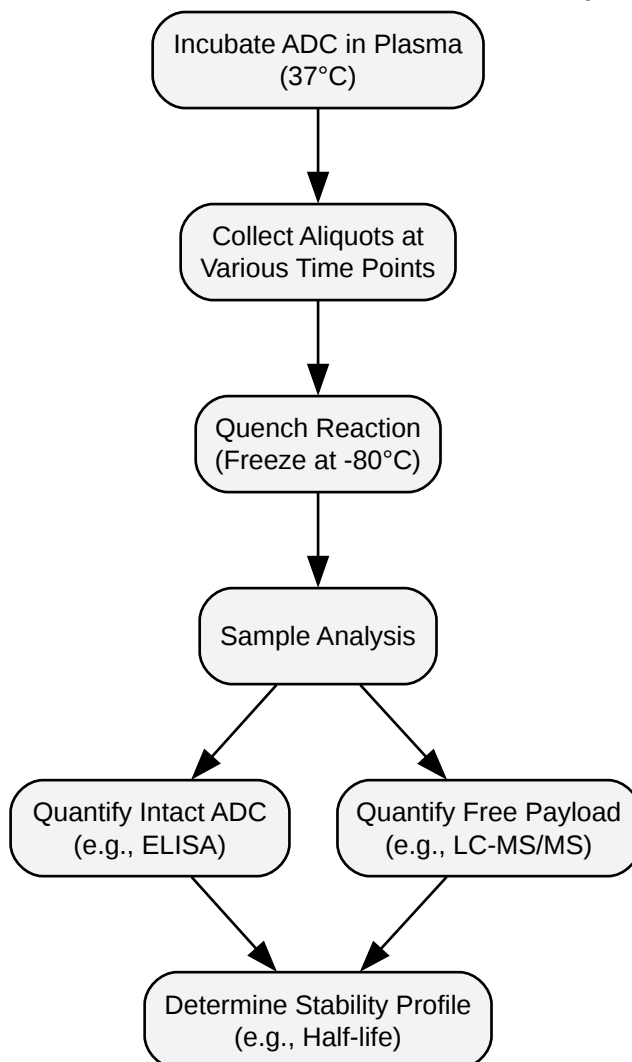 Incubate ADC in Plasma
(37°C)
Collect Aliquots at
Various Time Points
Quench Reaction
(Freeze at -80°C)
Sample Analysis
Quantify Intact ADC
(e.g., ELISA)
Quantify Free Payload
(e.g., LC-MS/MS)
Determine Stability Profile
(e.g., Half-life)